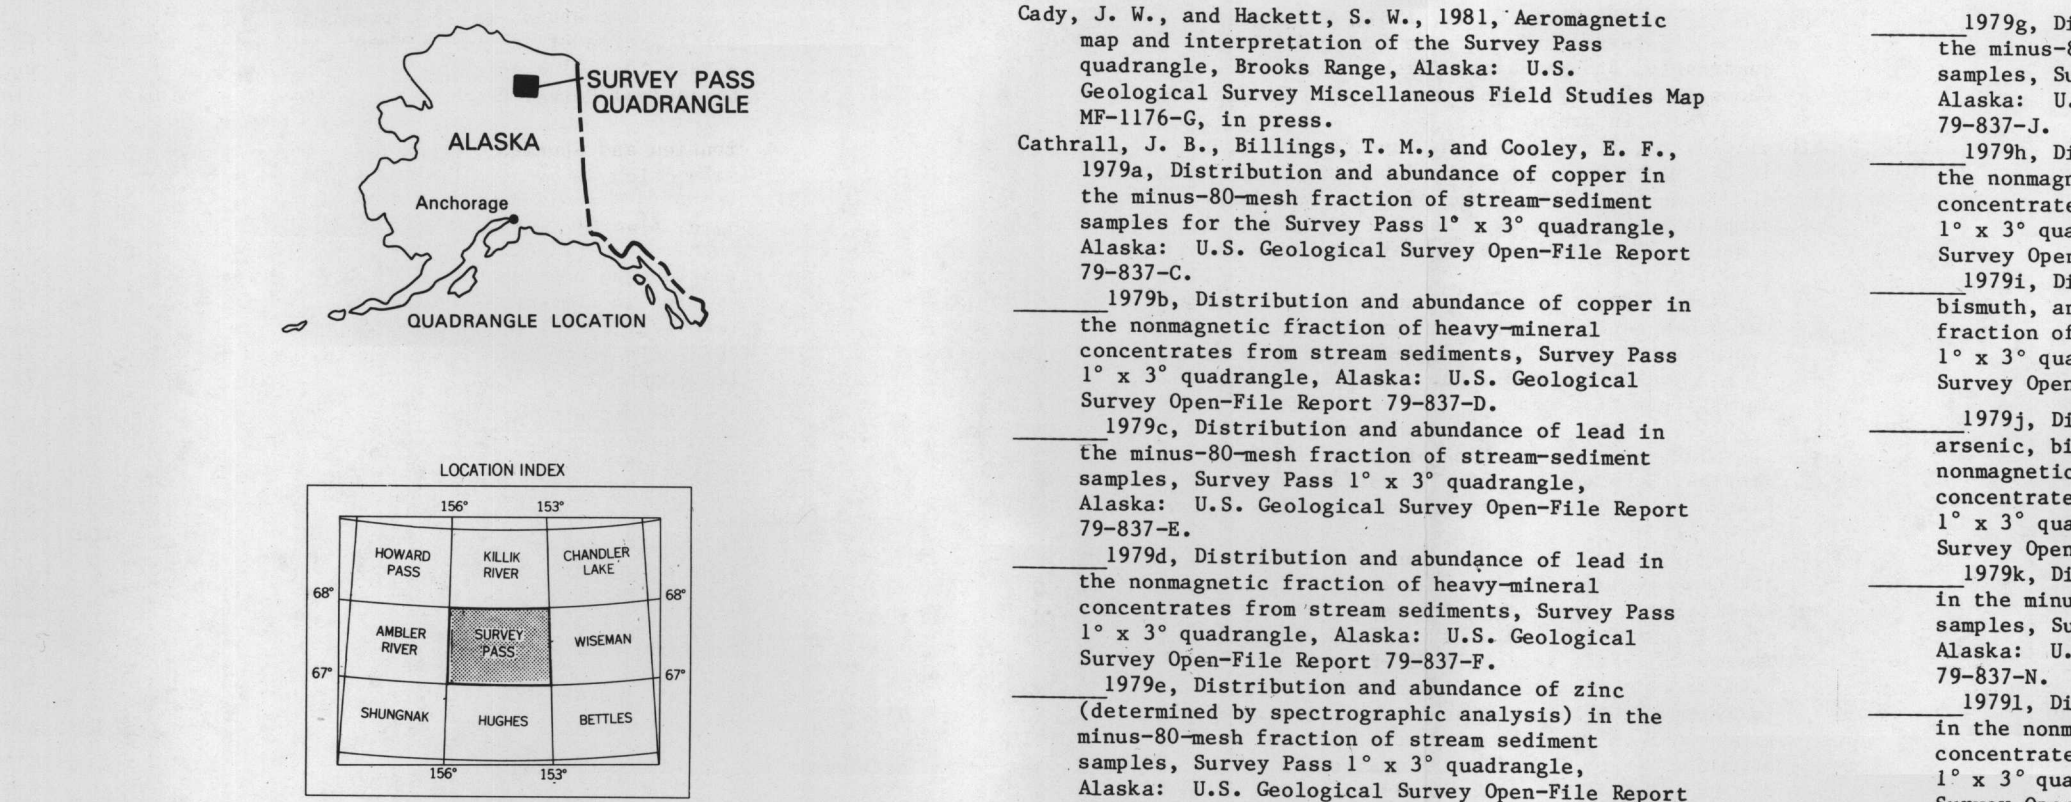 SURVEY PASS
QUADRANGLE
ALASKA
Anchorage
QUADRANGLE LOCATION
LOCATION INDEX
156° 153°
HOWARD
PASS
KILLIK
RIVER
CHANDLER
LAKE
68° 68°
AMBLER
RIVER
SURVEY
PASS
WISEMAN
67° 67°
SHUNGNAK
HUGHES
BETTLES
156° 153°
Cady, J. W., and Hackett, S. W., 1981, Aeromagnetic
map and interpretation of the Survey Pass
quadrangle, Brooks Range, Alaska: U.S.
Geological Survey Miscellaneous Field Studies Map
MF-1176-G, in press.
Cathrall, J. B., Billings, T. M., and Cooley, E. F.,
1979a, Distribution and abundance of copper in
the minus-80-mesh fraction of stream-sediment
samples for the Survey Pass 1° x 3° quadrangle,
Alaska: U.S. Geological Survey Open-File Report
79-837-C.
______1979b, Distribution and abundance of copper in
the nonmagnetic fraction of heavy-mineral
concentrates from stream sediments, Survey Pass
1° x 3° quadrangle, Alaska: U.S. Geological
Survey Open-File Report 79-837-D.
______1979c, Distribution and abundance of lead in
the minus-80-mesh fraction of stream-sediment
samples, Survey Pass 1° x 3° quadrangle,
Alaska: U.S. Geological Survey Open-File Report
79-837-E.
______1979d, Distribution and abundance of lead in
the nonmagnetic fraction of heavy-mineral
concentrates from stream sediments, Survey Pass
1° x 3° quadrangle, Alaska: U.S. Geological
Survey Open-File Report 79-837-F.
______1979e, Distribution and abundance of zinc
(determined by spectrographic analysis) in the
minus-80-mesh fraction of stream sediment
samples, Survey Pass 1° x 3° quadrangle,
Alaska: U.S. Geological Survey Open-File Report
______1979g, Di
the minus-8
samples, Su
Alaska: U.
79-837-J.
______1979h, Di
the nonmagn
concentrate
1° x 3° qua
Survey Open
______1979i, Di
bismuth, an
fraction of
1° x 3° qua
Survey Open
______1979j, Di
arsenic, bi
nonmagnetic
concentrate
1° x 3° qua
Survey Open
______1979k, Di
in the minu
samples, Su
Alaska: U.
79-837-N.
______1979l, Di
in the nonm
concentrate
1° x 3° qua